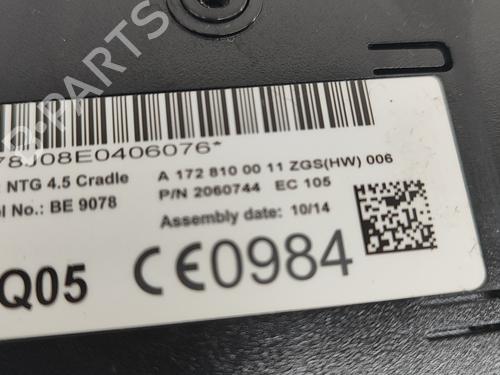 B-PARTS
78J08E0406076*
NTG 4.5 Cradle
A 172 810 00 11 ZGS(HW) 006
P/N 2060744 EC 105
No.: BE 9078
Assembly date: 10/14
Q05
CE0984